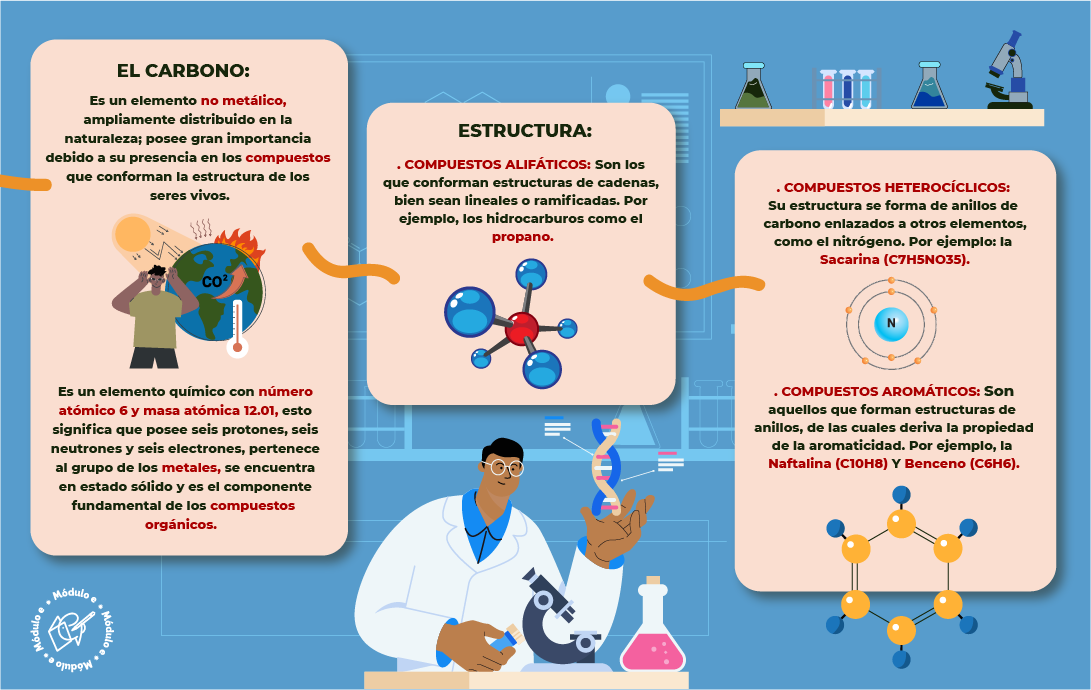 EL CARBONO:
Es un elemento no metálico,
ampliamente distribuido en la
naturaleza; posee gran importancia
debido a su presencia en los compuestos
que conforman la estructura de los
seres vivos.
CO²
Es un elemento químico con número
atómico 6 y masa atómica 12.01, esto
significa que posee seis protones, seis
neutrones y seis electrones, pertenece
al grupo de los metales, se encuentra
en estado sólido y es el componente
fundamental de los compuestos
orgánicos.
ESTRUCTURA:
. COMPUESTOS ALIFÁTICOS: Son los
que conforman estructuras de cadenas,
bien sean lineales o ramificadas. Por
ejemplo, los hidrocarburos como el
propano.
. COMPUESTOS HETEROCÍCLICOS:
Su estructura se forma de anillos de
carbono enlazados a otros elementos,
como el nitrógeno. Por ejemplo: la
Sacarina (C7H5NO35).
N
. COMPUESTOS AROMÁTICOS: Son
aquellos que forman estructuras de
anillos, de las cuales deriva la propiedad
de la aromaticidad. Por ejemplo, la
Naftalina (C10H8) Y Benceno (C6H6).
Módulo e • Módulo e • Módulo e • Módulo e •